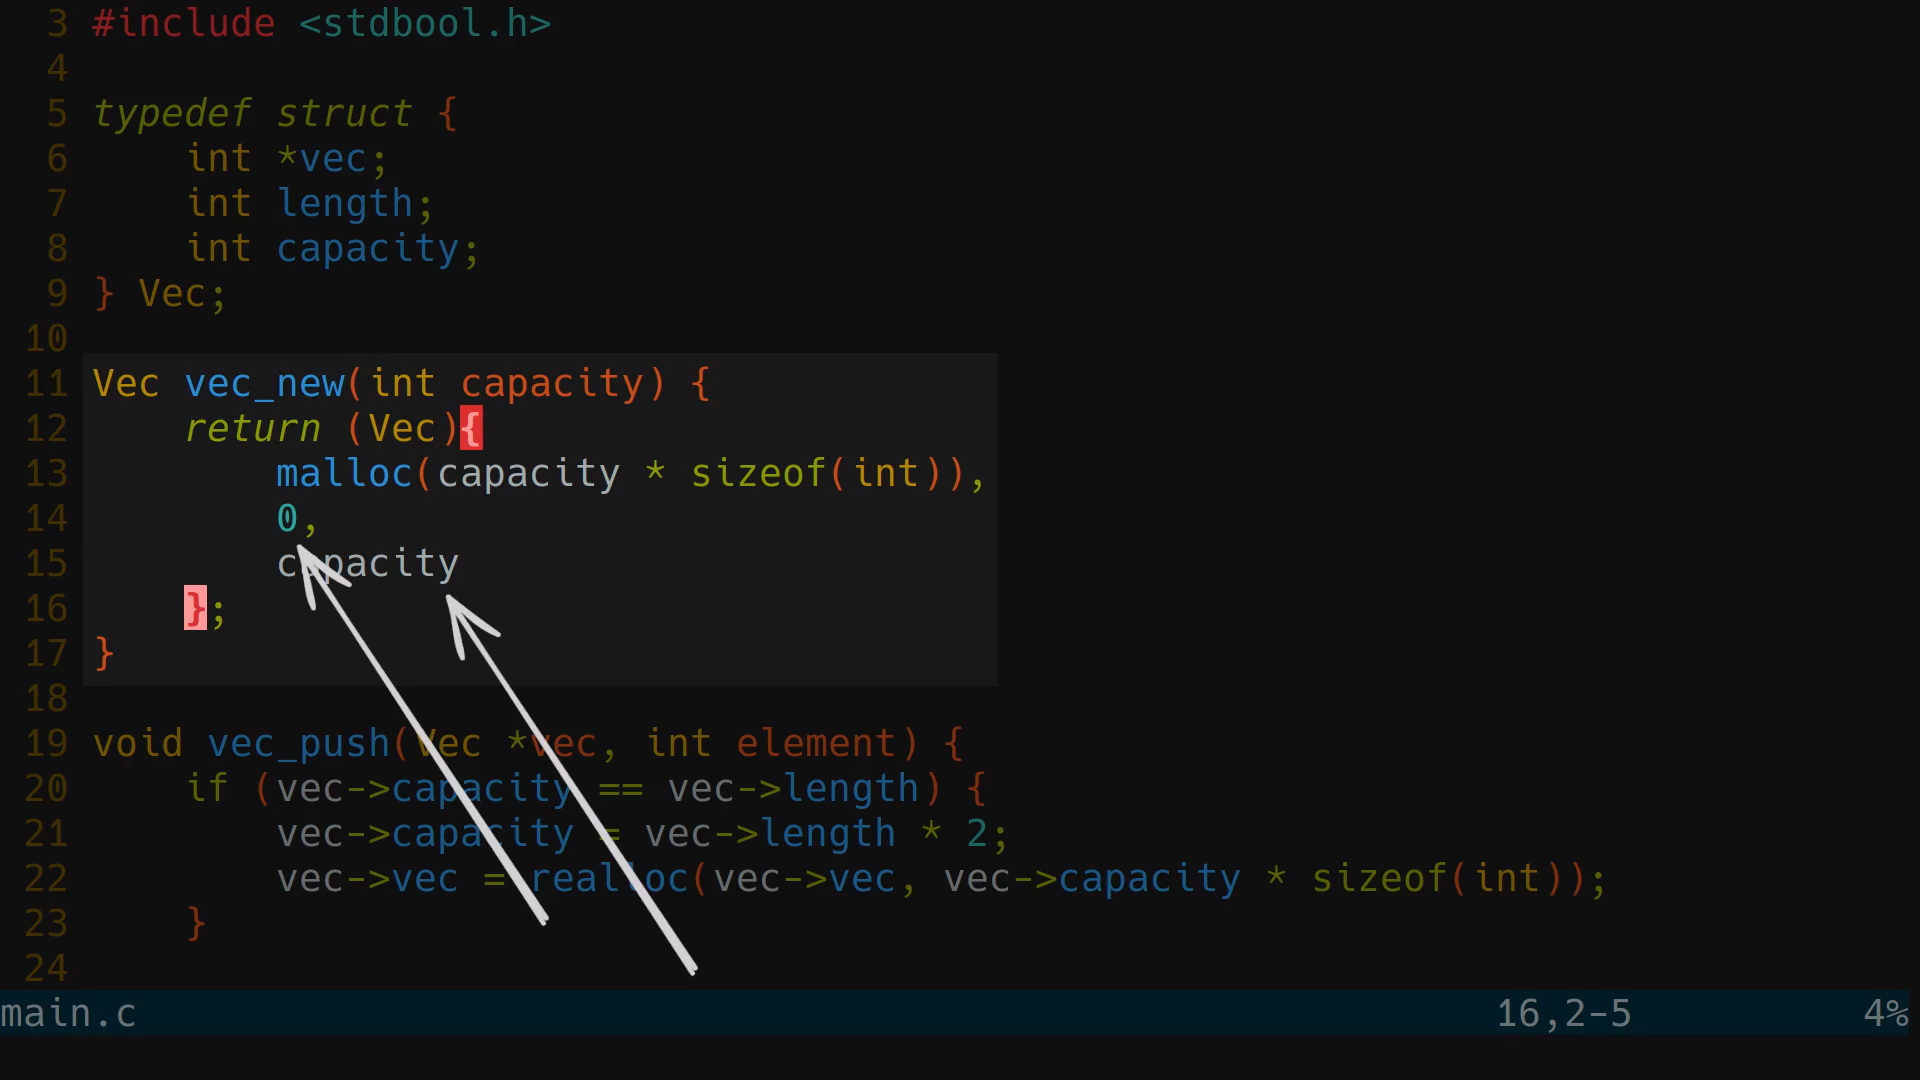 3 #include <stdbool.h>
4
5 typedef struct {
6     int *vec;
7     int length;
8     int capacity;
9 } Vec;
10
11 Vec vec_new(int capacity) {
12     return (Vec){
13         malloc(capacity * sizeof(int)),
14         0,
15         capacity
16     };
17 }
18
19 void vec_push(Vec *vec, int element) {
20     if (vec->capacity == vec->length) {
21         vec->capacity = vec->length * 2;
22         vec->vec = realloc(vec->vec, vec->capacity * sizeof(int));
23     }
24
main.c 16,2-5 4%